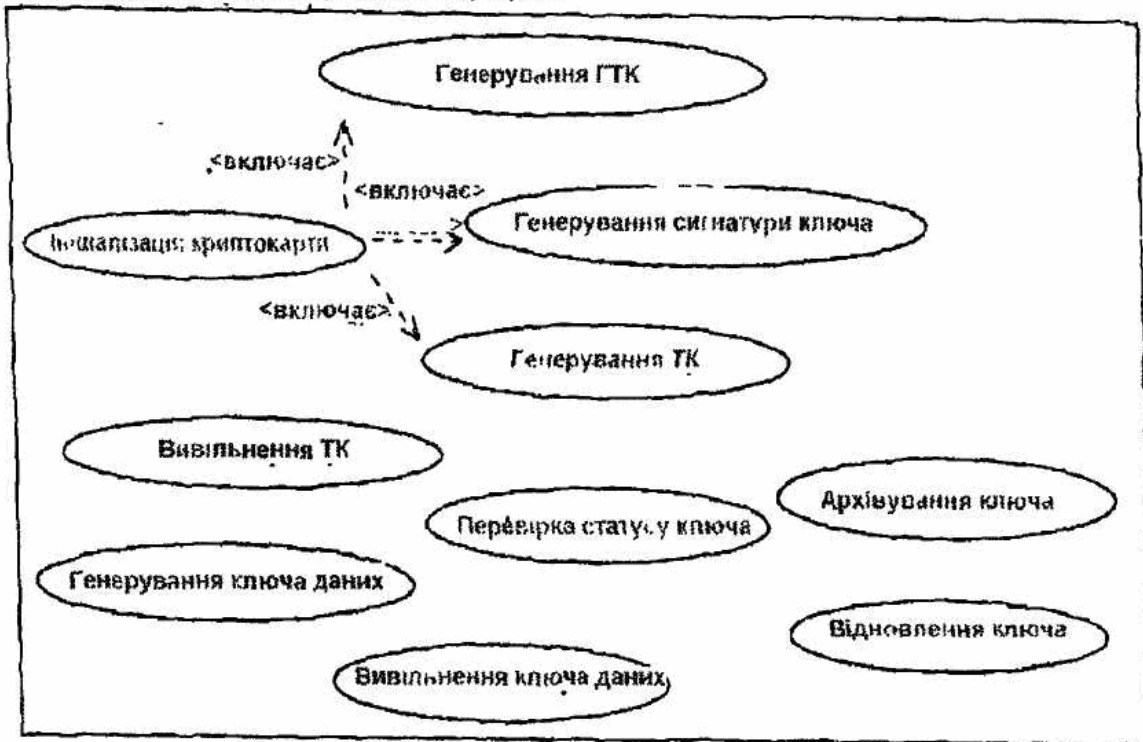 Генерування ГТК
<включає>
<включає>
Генерування сигнатури ключа
криптокарти
<включає>
Генерування ТК
Вивільнення ТК
Архівування ключа
Перевірка статусу ключа
Генерування ключа даних
Відновлення ключа
Вивільнення ключа даних